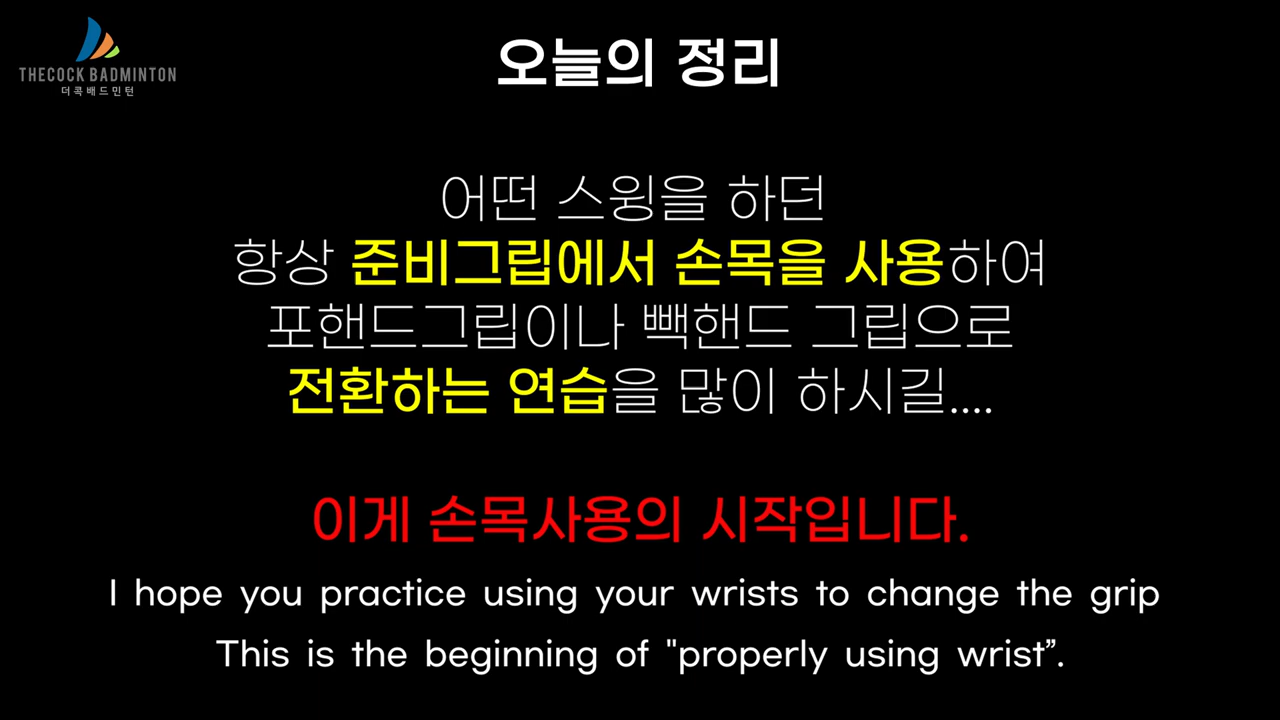 THECOCK BADMINTON
더콕배드민턴
오늘의 정리
어떤 스윙을 하던
항상 준비그립에서 손목을 사용하여
포핸드그립이나 빽핸드 그립으로
전환하는 연습을 많이 하시길....
이게 손목사용의 시작입니다.
I hope you practice using your wrists to change the grip
This is the beginning of "properly using wrist”.